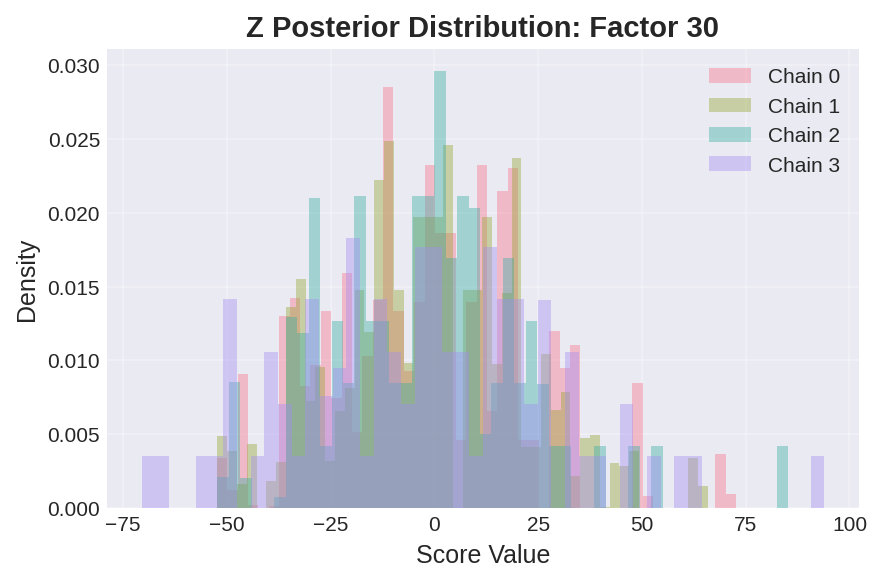 Z Posterior Distribution: Factor 30
0.030
0.025
0.020
0.015
0.010
0.005
0.000
Density
Chain 0
Chain 1
Chain 2
Chain 3
−75 −50 −25 0 25 50 75 100
Score Value